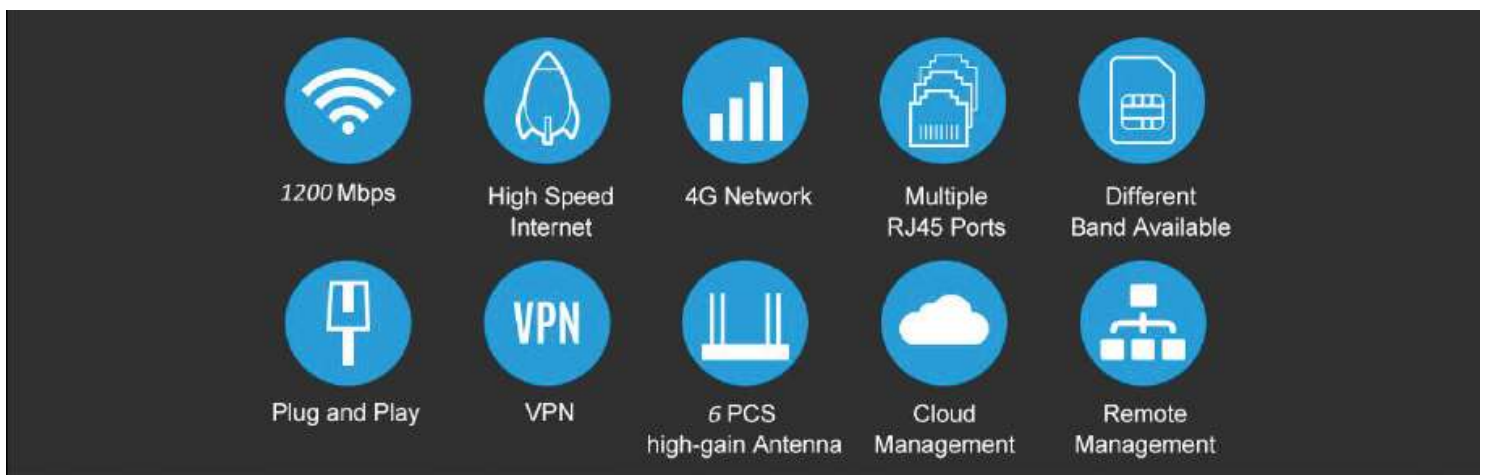 1200 Mbps
High Speed
Internet
4G Network
Multiple
RJ45 Ports
Different
Band Available
Plug and Play
VPN
VPN
6 PCS
high-gain Antenna
Cloud
Management
Remote
Management